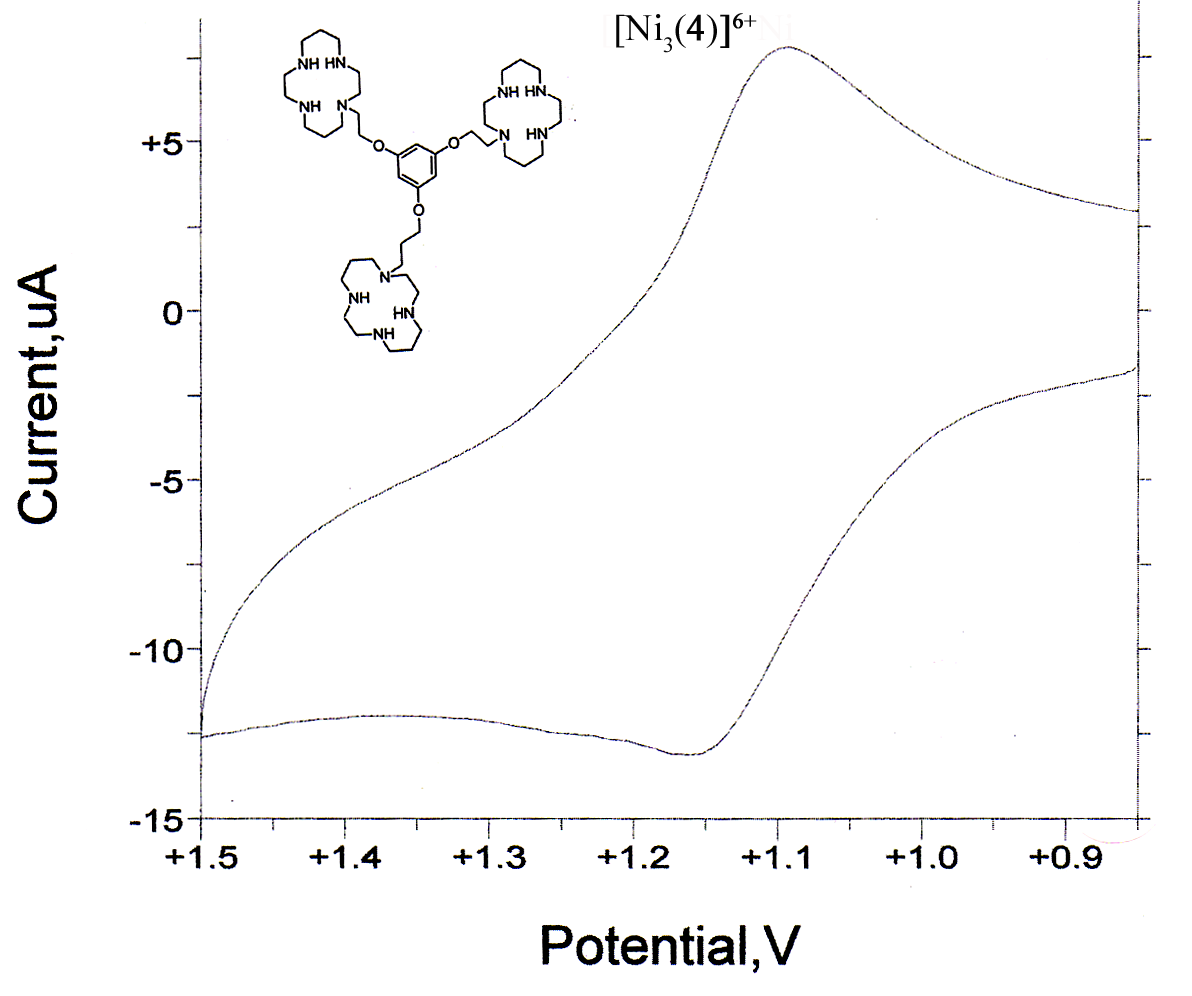 [Ni3(4)]6+
NH HN
NH N
O
O
NH HN
N HN
O
N
NH
HN
NH
Current,uA
+5
0
-5
-10
-15
+1.5 +1.4 +1.3 +1.2 +1.1 +1.0 +0.9
Potential,V